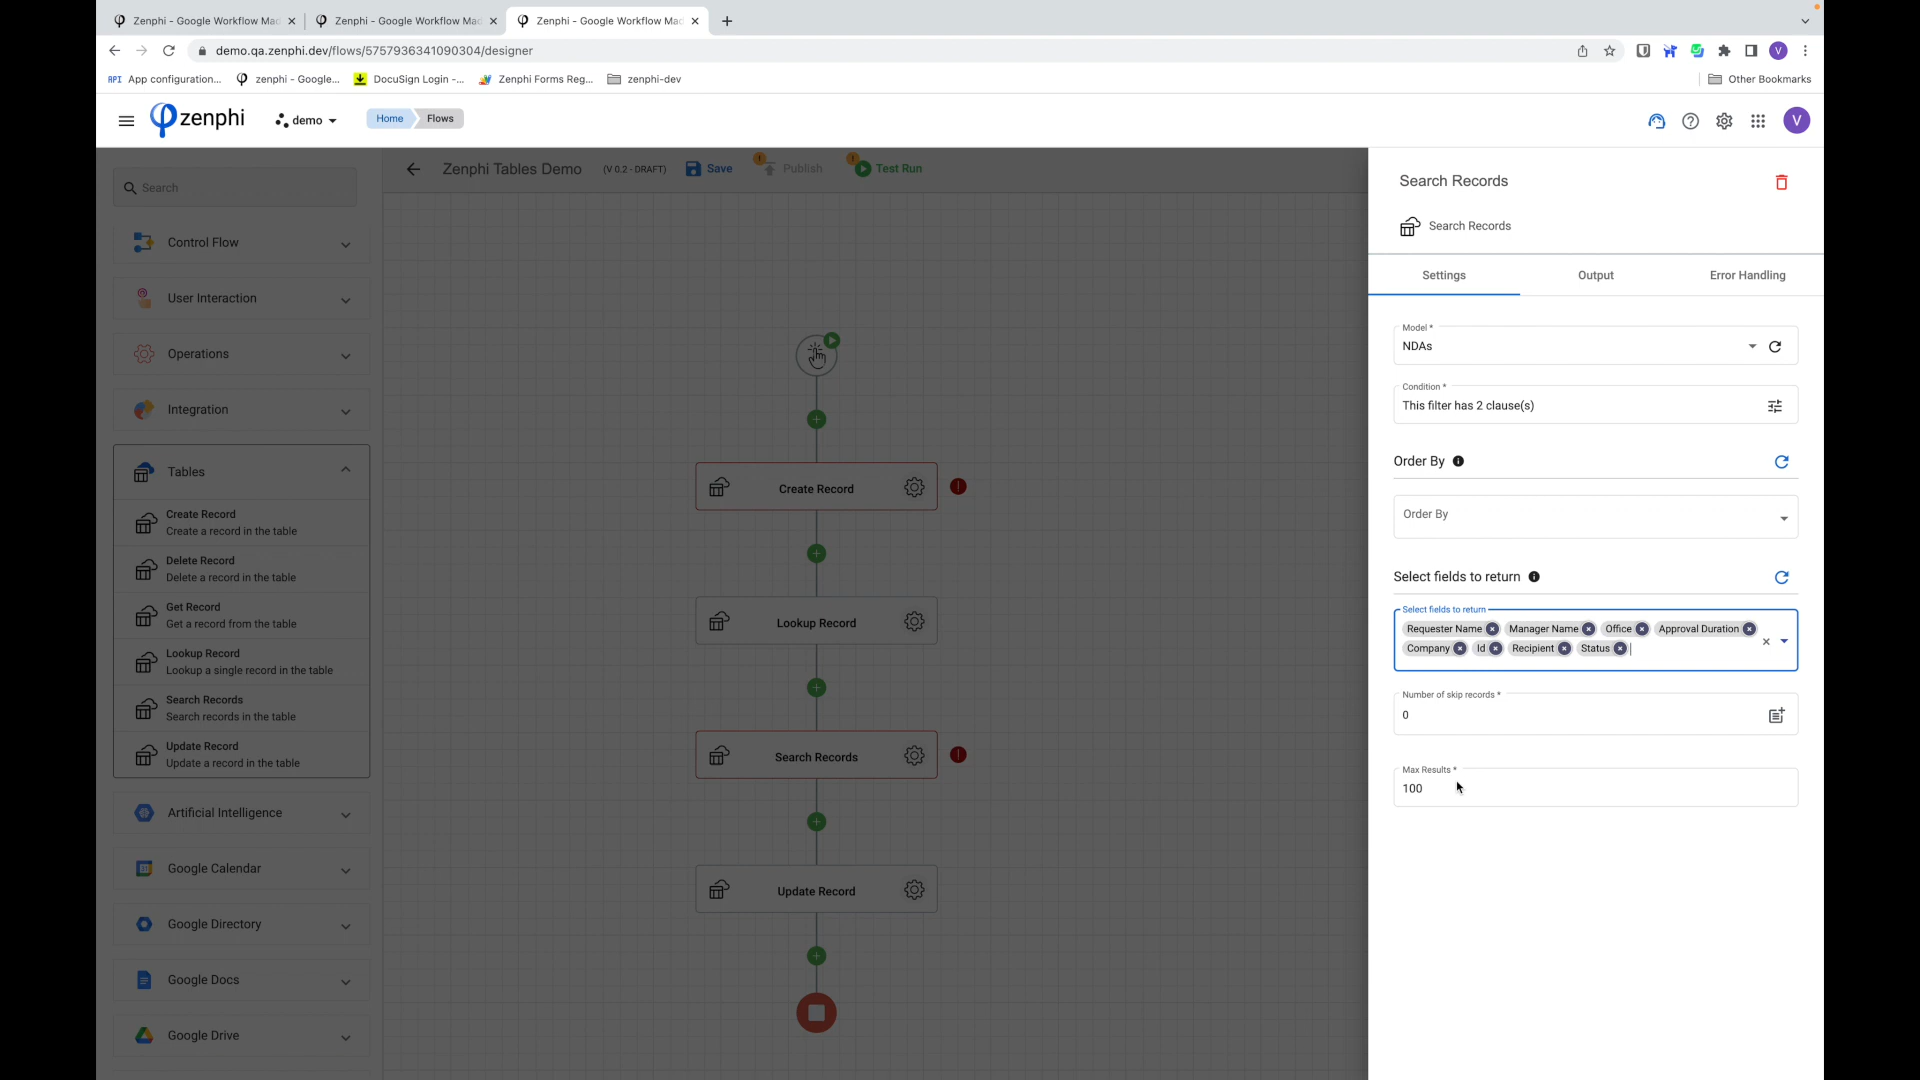 Zenphi - Google Workflow Mad
Zenphi - Google Workflow Mad
Zenphi - Google Workflow Mad
demo.qa.zenphi.dev/flows/5757936341090304/designer
V
API App configuration...
zenphi - Google...
DocuSign Login -...
Zenphi Forms Reg...
zenphi-dev
Other Bookmarks
zenphi
demo
Home
Flows
V
Search
Control Flow
User Interaction
Operations
Integration
Tables
Create Record
Create a record in the table
Delete Record
Delete a record in the table
Get Record
Get a record from the table
Lookup Record
Lookup a single record in the table
Search Records
Search records in the table
Update Record
Update a record in the table
Artificial Intelligence
Google Calendar
Google Directory
Google Docs
Google Drive
Zenphi Tables Demo
(V 0.2 - DRAFT)
Save
Publish
Test Run
Create Record
Lookup Record
Search Records
Update Record
Search Records
Search Records
Settings
Output
Error Handling
Model *
NDAs
Condition *
This filter has 2 clause(s)
Order By
Order By
Select fields to return
Select fields to return
Requester Name Manager Name Office Approval Duration
Company Id Recipient Status
Number of skip records *
0
Max Results *
100